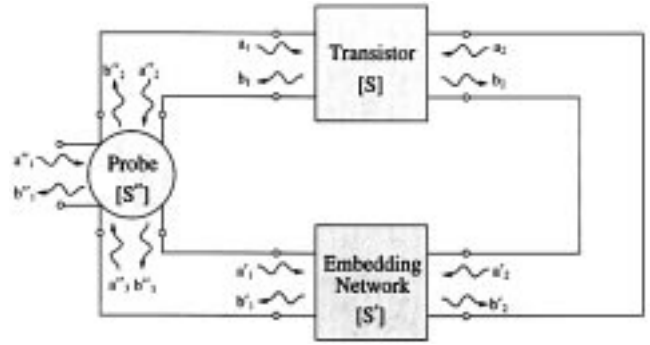 a₁
Transistor
a₂
b"₂ a"₂
b₁
[S]
b₂
a"₁
Probe
b"₁
[S"]
a"₃ b"₃
a'₁
Embedding
a'₂
Network
b'₁
[S']
b'₂